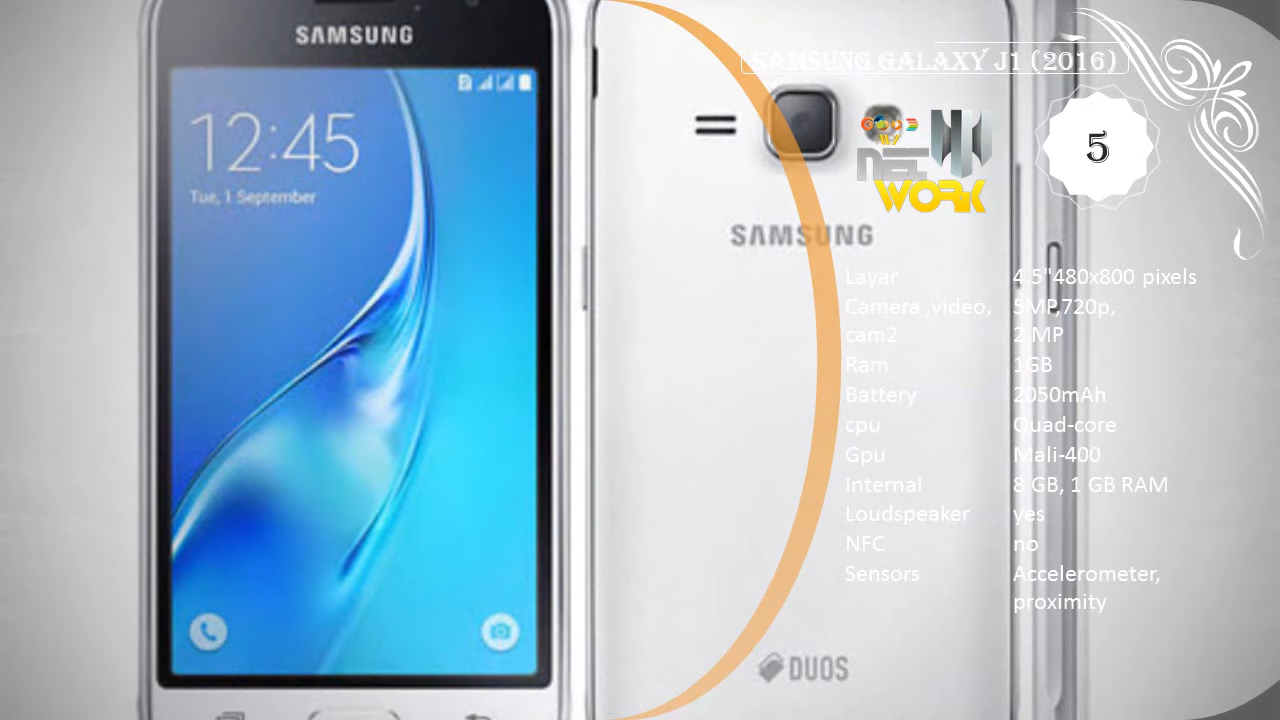 SAMSUNG
12:45
Tue, 1 September
SAMSUNG
DUOS
SAMSUNG GALAXY J1 (2016)
5
W/
NEC
WORK
Layar 4.5"480x800 pixels
Camera ,video, 5MP,720p,
cam2 2 MP
Ram 1GB
Battery 2050mAh
cpu Quad-core
Gpu Mali-400
Internal 8 GB, 1 GB RAM
Loudspeaker yes
NFC no
Sensors Accelerometer,
proximity